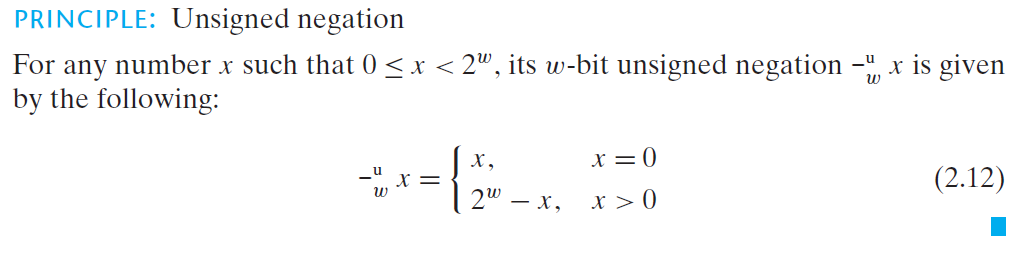 PRINCIPLE: Unsigned negation
For any number x such that 0 ≤ x < 2^w, its w-bit unsigned negation -^u_w x is given
by the following:
-^u_w x = { x, x = 0
2^w − x, x > 0
(2.12)